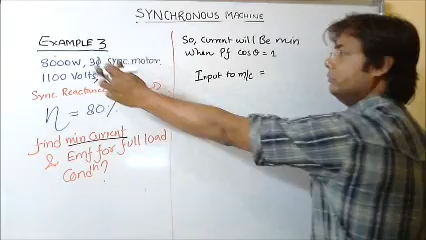 SYNCHRONOUS MACHINE
EXAMPLE 3
8000W, 3ϕ Sync. motor.
1100 Volts,
Sync Reactance
η = 80%
find min current
& Emf for full load
Condⁿ?
So, current will Be min
when Pf cosθ = 1
Input to m/c =